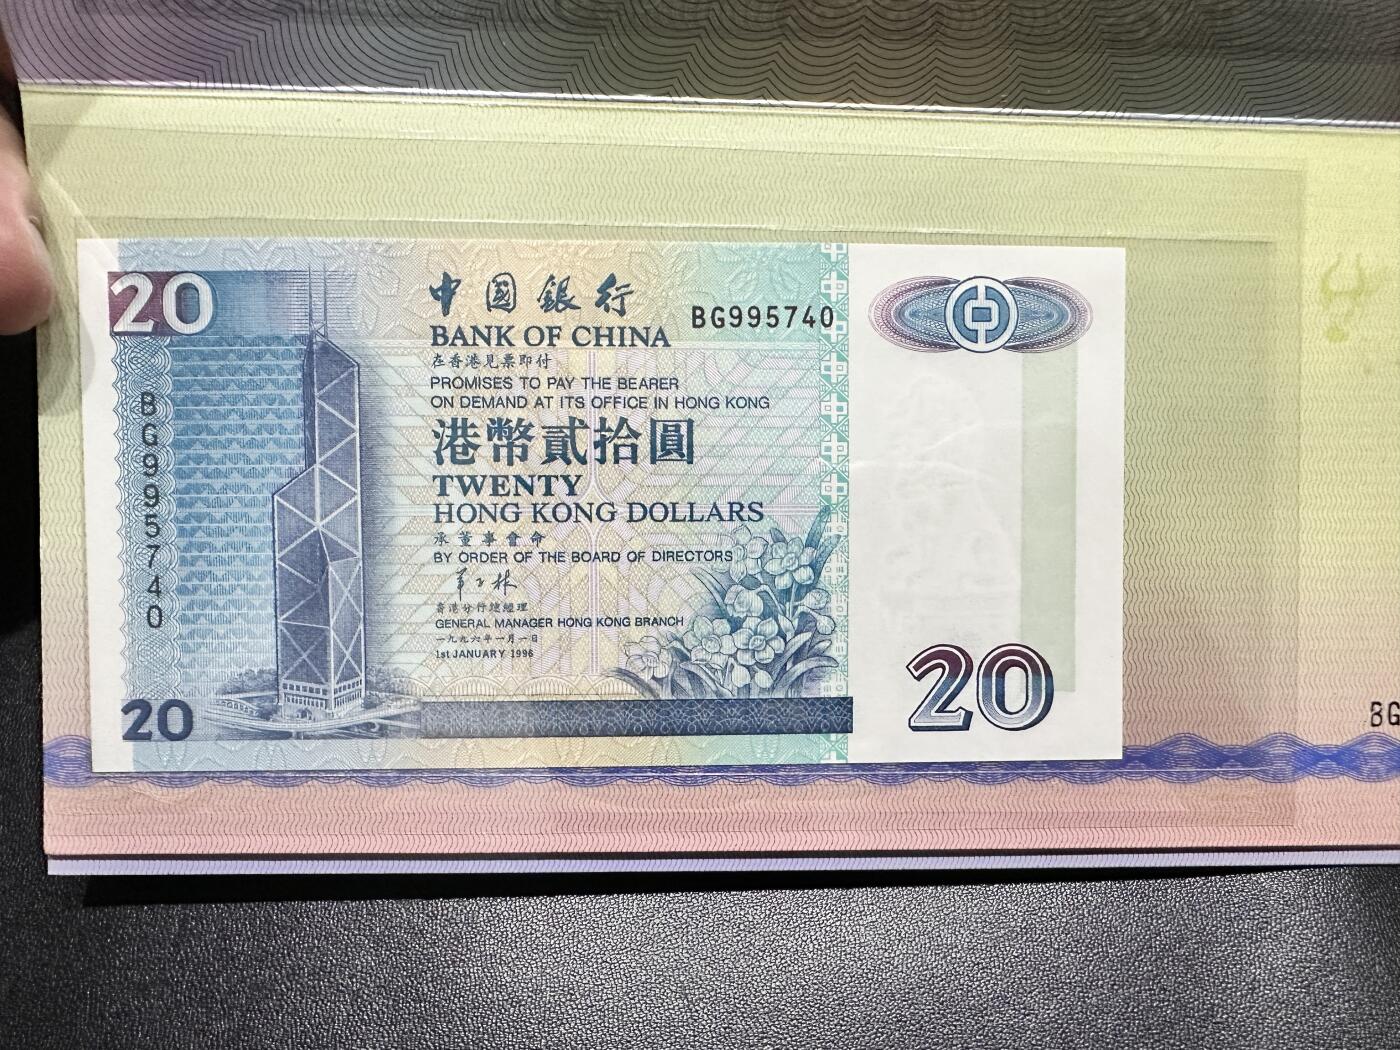 20
中國銀行
BANK OF CHINA
BG995740
在香港見票即付
PROMISES TO PAY THE BEARER
ON DEMAND AT ITS OFFICE IN HONG KONG
港幣貳拾圓
TWENTY
HONG KONG DOLLARS
承董事會命
BY ORDER OF THE BOARD OF DIRECTORS
香港分行總經理
GENERAL MANAGER HONG KONG BRANCH
一九九六年一月一日
1st JANUARY 1996
BG995740
20
20
BG